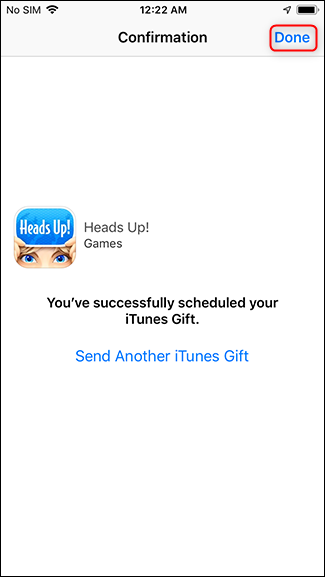 No SIM 12:22 AM
Confirmation Done
Heads Up!
Heads Up!
Games
You’ve successfully scheduled your
iTunes Gift.
Send Another iTunes Gift